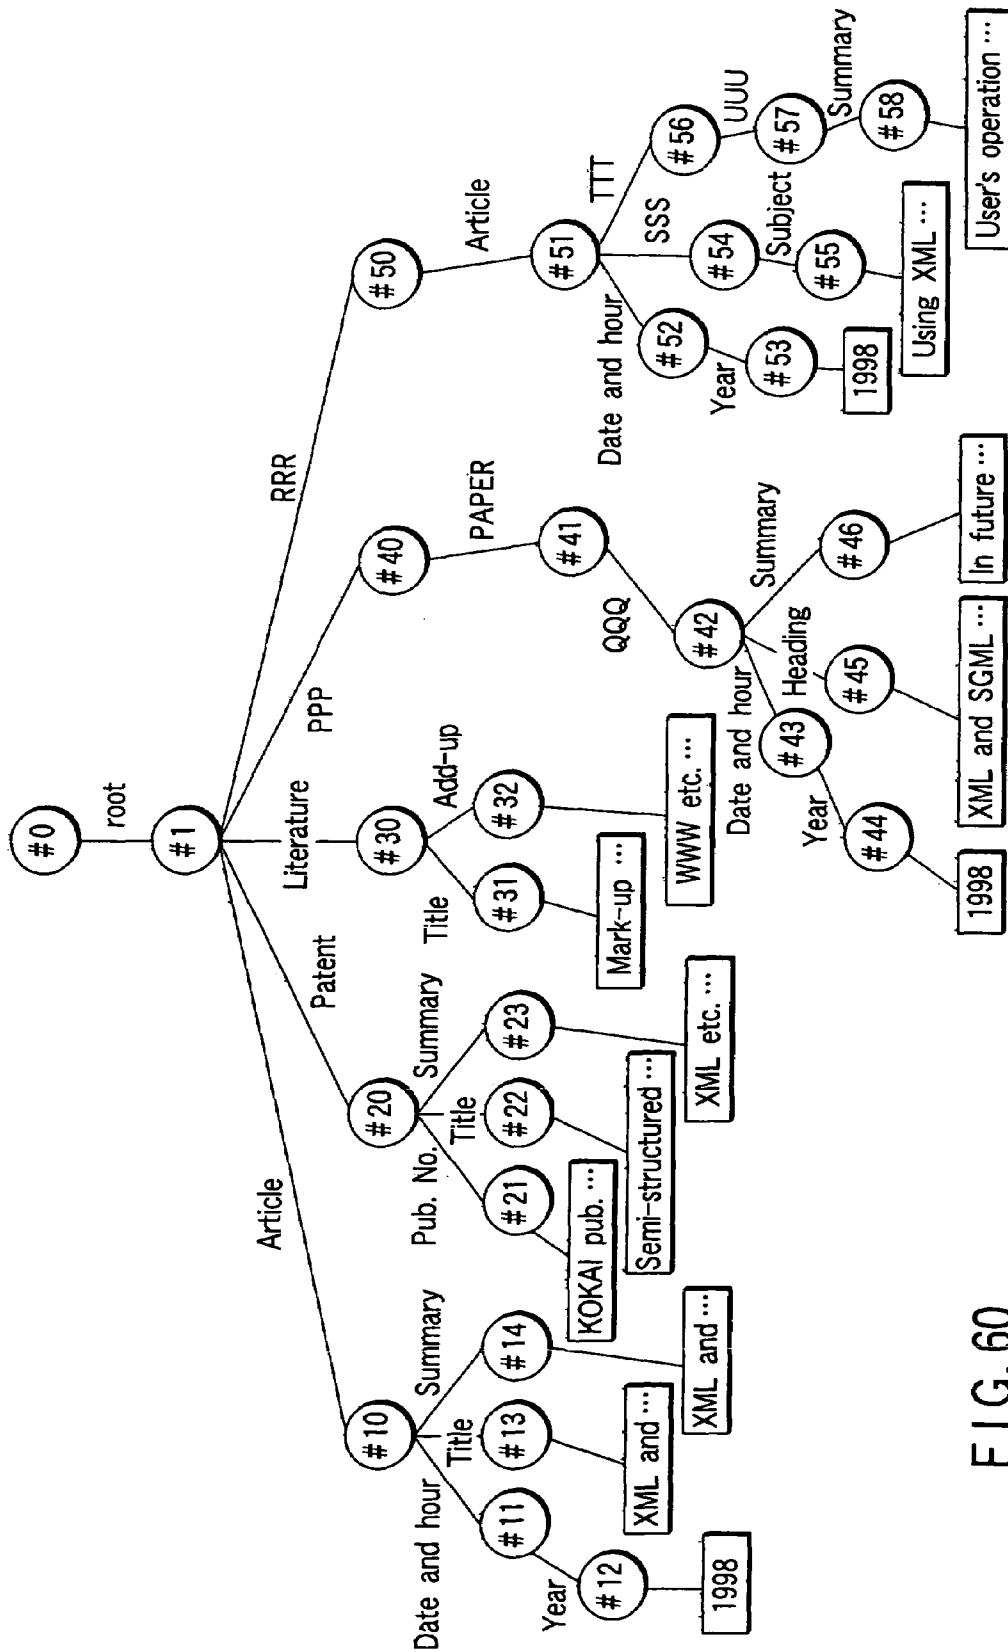 #0
root
#1
Article
Patent
Literature
PPP
RRR
#10
Date and hour
Title
Summary
#11
#13
#14
Year
#12
1998
XML and ...
XML and ...
#20
Pub. No.
Title
Summary
#21
#22
#23
KOKAI pub. ...
Semi-structured ...
XML etc. ...
#30
Title
Add-up
#31
#32
Mark-up ...
WWW etc. ...
#40
PAPER
#41
QQQ
#42
Date and hour
Heading
Summary
#43
#45
#46
Year
#44
1998
XML and SGML ...
In future ...
#50
Article
#51
Date and hour
SSS
TTT
#52
#54
#56
Year
Subject
UUU
#53
#55
#57
Summary
#58
1998
Using XML ...
User's operation ...
FIG. 60